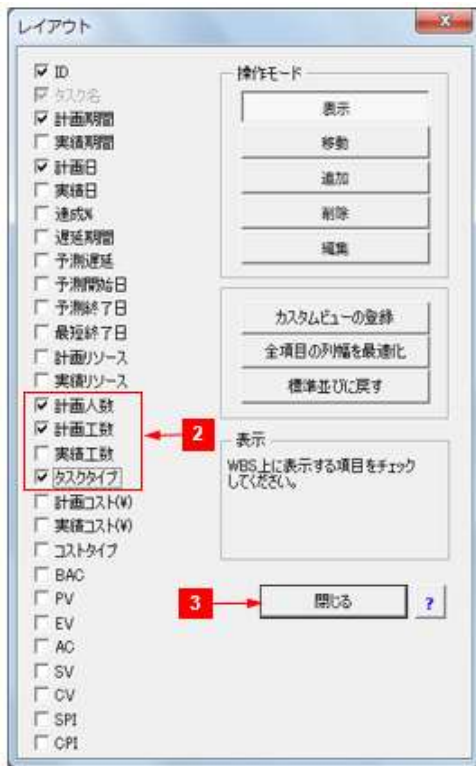 レイアウト
ID
タスク名
計画期間
実績期間
計画日
実績日
達成%
遅延期間
予測遅延
予測開始日
予測終了日
最短終了日
計画リソース
実績リソース
計画人数
計画工数
実績工数
タスクタイプ
計画コスト(¥)
実績コスト(¥)
コストタイプ
BAC
PV
EV
AC
SV
CV
SPI
CPI
2
操作モード
表示
移動
追加
削除
編集
カスタムビューの登録
全項目の列幅を最適化
標準並びに戻す
表示
WBS上に表示する項目をチェック
してください。
3
閉じる
?